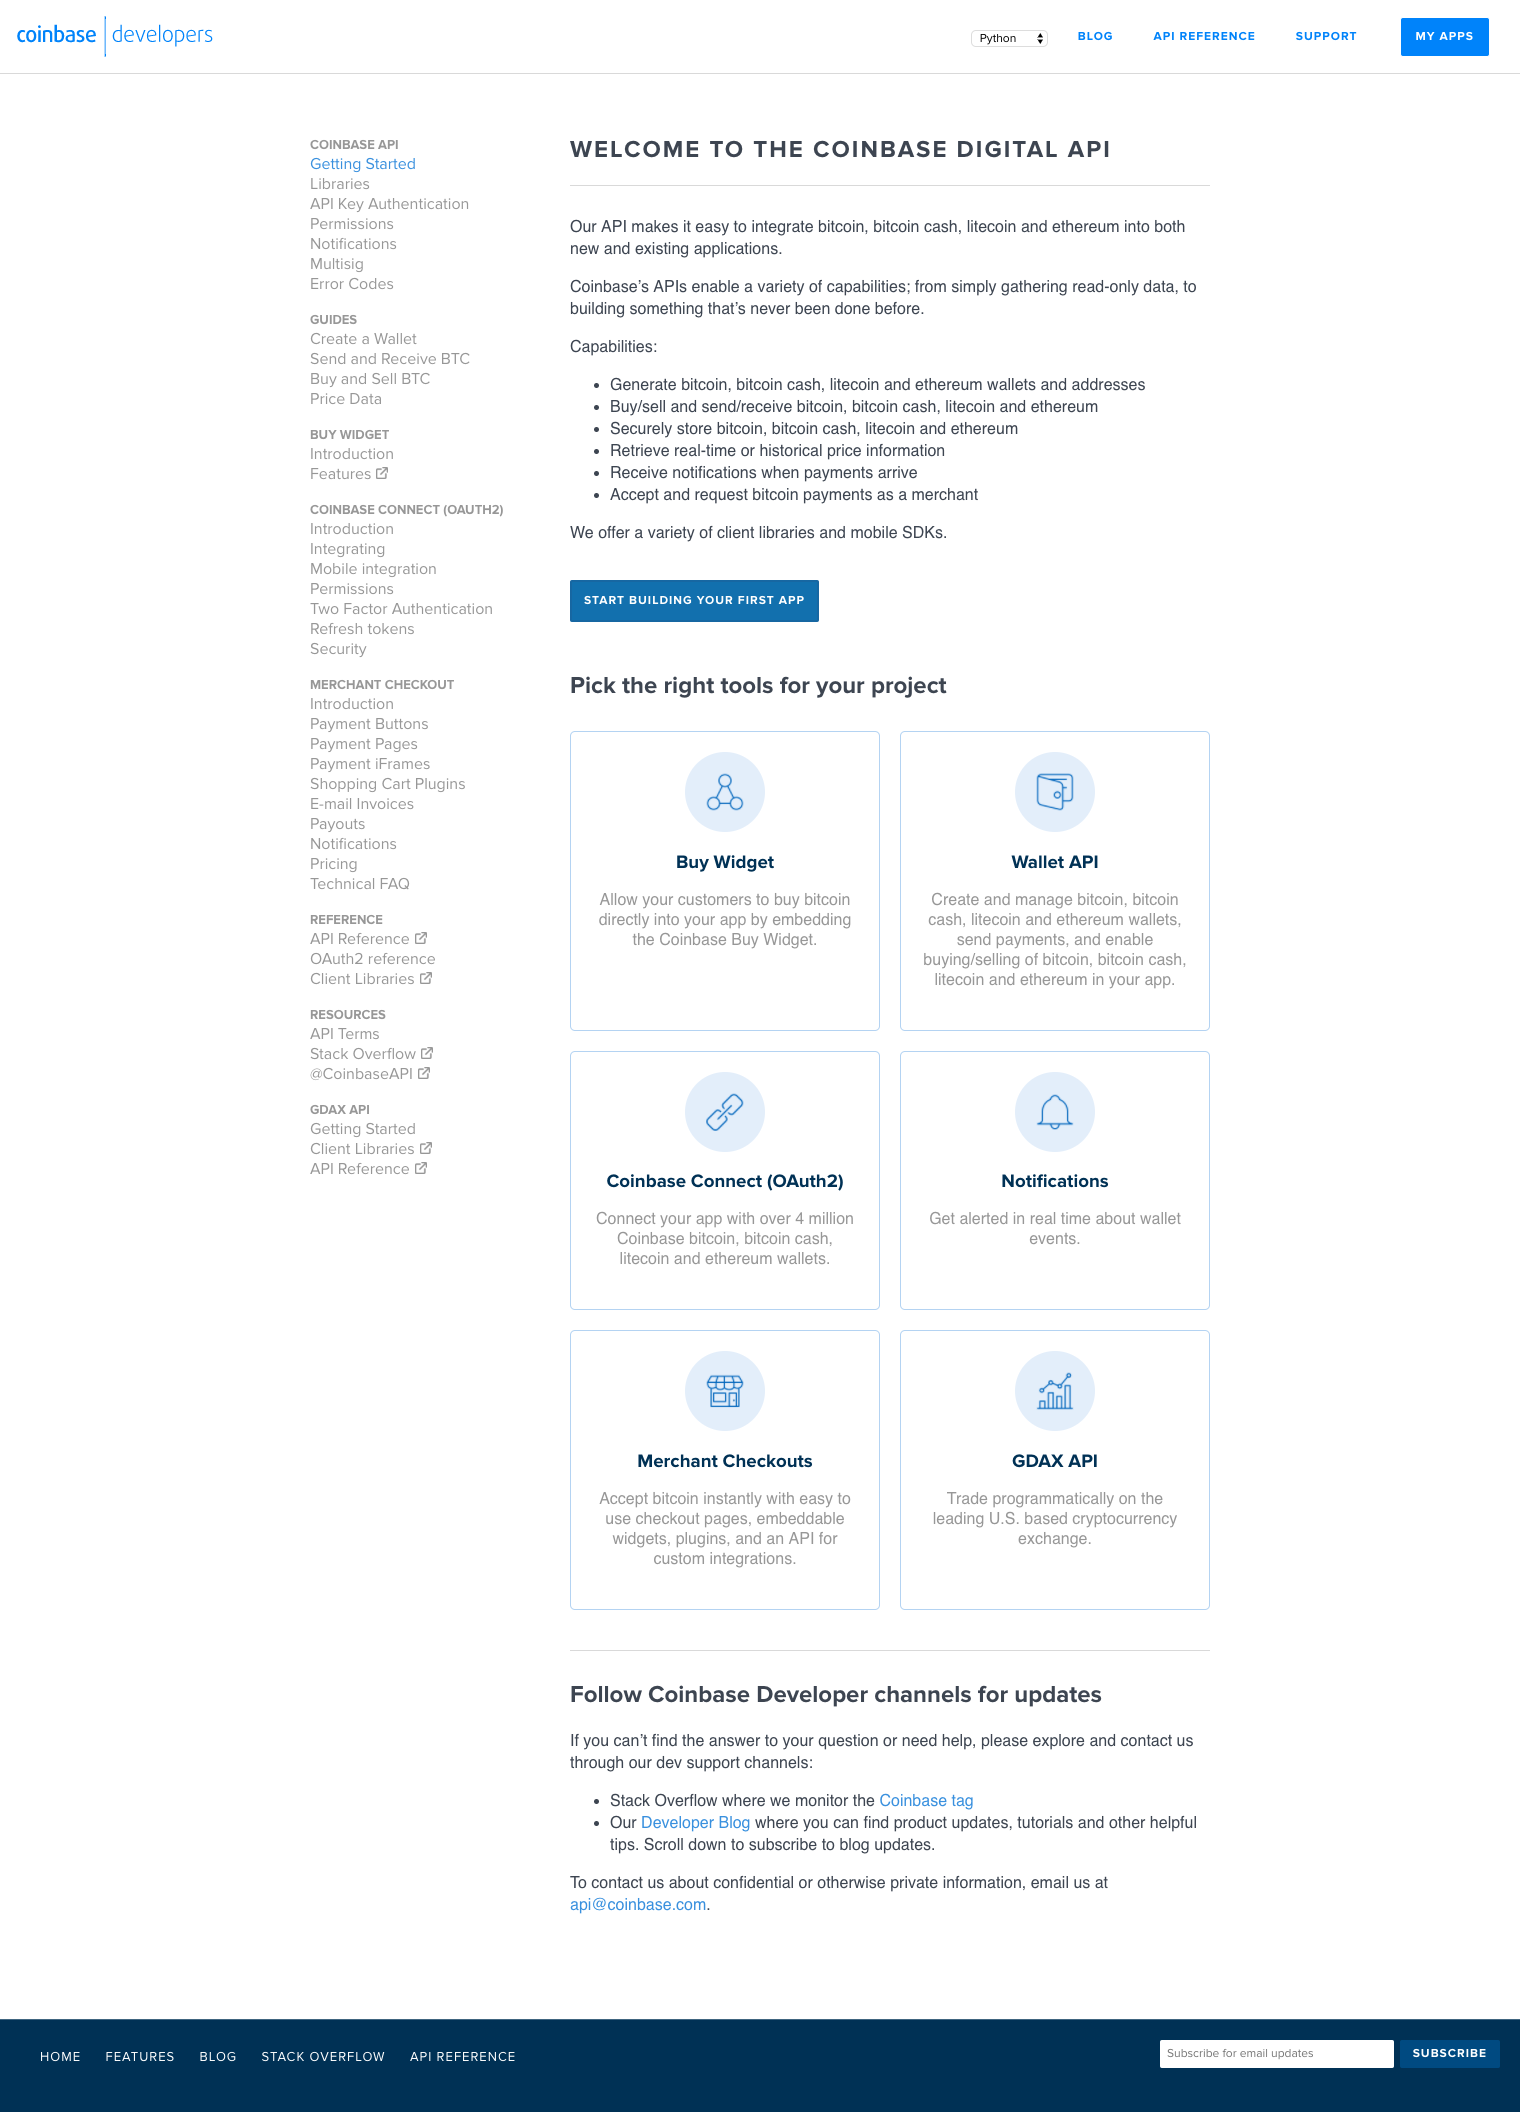 coinbase developers
Python
BLOG
API REFERENCE
SUPPORT
MY APPS
COINBASE API
Getting Started
Libraries
API Key Authentication
Permissions
Notifications
Multisig
Error Codes
GUIDES
Create a Wallet
Send and Receive BTC
Buy and Sell BTC
Price Data
BUY WIDGET
Introduction
Features
COINBASE CONNECT (OAUTH2)
Introduction
Integrating
Mobile integration
Permissions
Two Factor Authentication
Refresh tokens
Security
MERCHANT CHECKOUT
Introduction
Payment Buttons
Payment Pages
Payment iFrames
Shopping Cart Plugins
E-mail Invoices
Payouts
Notifications
Pricing
Technical FAQ
REFERENCE
API Reference
OAuth2 reference
Client Libraries
RESOURCES
API Terms
Stack Overflow
@CoinbaseAPI
GDAX API
Getting Started
Client Libraries
API Reference
WELCOME TO THE COINBASE DIGITAL API
Our API makes it easy to integrate bitcoin, bitcoin cash, litecoin and ethereum into both
new and existing applications.
Coinbase’s APIs enable a variety of capabilities; from simply gathering read-only data, to
building something that’s never been done before.
Capabilities:
• Generate bitcoin, bitcoin cash, litecoin and ethereum wallets and addresses
• Buy/sell and send/receive bitcoin, bitcoin cash, litecoin and ethereum
• Securely store bitcoin, bitcoin cash, litecoin and ethereum
• Retrieve real-time or historical price information
• Receive notifications when payments arrive
• Accept and request bitcoin payments as a merchant
We offer a variety of client libraries and mobile SDKs.
START BUILDING YOUR FIRST APP
Pick the right tools for your project
Buy Widget
Allow your customers to buy bitcoin
directly into your app by embedding
the Coinbase Buy Widget.
Wallet API
Create and manage bitcoin, bitcoin
cash, litecoin and ethereum wallets,
send payments, and enable
buying/selling of bitcoin, bitcoin cash,
litecoin and ethereum in your app.
Coinbase Connect (OAuth2)
Connect your app with over 4 million
Coinbase bitcoin, bitcoin cash,
litecoin and ethereum wallets.
Notifications
Get alerted in real time about wallet
events.
Merchant Checkouts
Accept bitcoin instantly with easy to
use checkout pages, embeddable
widgets, plugins, and an API for
custom integrations.
GDAX API
Trade programmatically on the
leading U.S. based cryptocurrency
exchange.
Follow Coinbase Developer channels for updates
If you can’t find the answer to your question or need help, please explore and contact us
through our dev support channels:
• Stack Overflow where we monitor the Coinbase tag
• Our Developer Blog where you can find product updates, tutorials and other helpful
tips. Scroll down to subscribe to blog updates.
To contact us about confidential or otherwise private information, email us at
api@coinbase.com.
HOME
FEATURES
BLOG
STACK OVERFLOW
API REFERENCE
Subscribe for email updates
SUBSCRIBE